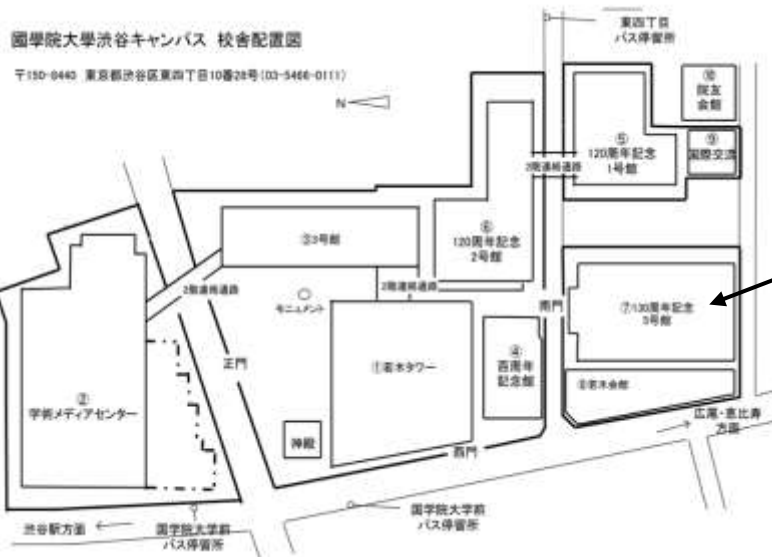 國學院大學渋谷キャンパス 校舎配置図
〒150-8440 東京都渋谷区東四丁目10番28号(03-5466-0111)
N
東四丁目
バス停留所
⑩
院友
会館
⑨
国際交流
⑤
120周年記念
1号館
2階連絡通路
③3号館
⑥
120周年記念
2号館
2階連絡通路
2階連絡通路
モニュメント
南門
⑦130周年記念
5号館
正門
①若木タワー
④
百周年
記念館
⑧若木会館
②
学術メディアセンター
神殿
西門
広尾・恵比寿
方面
渋谷駅方面
国学院大学前
バス停留所
国学院大学前
バス停留所